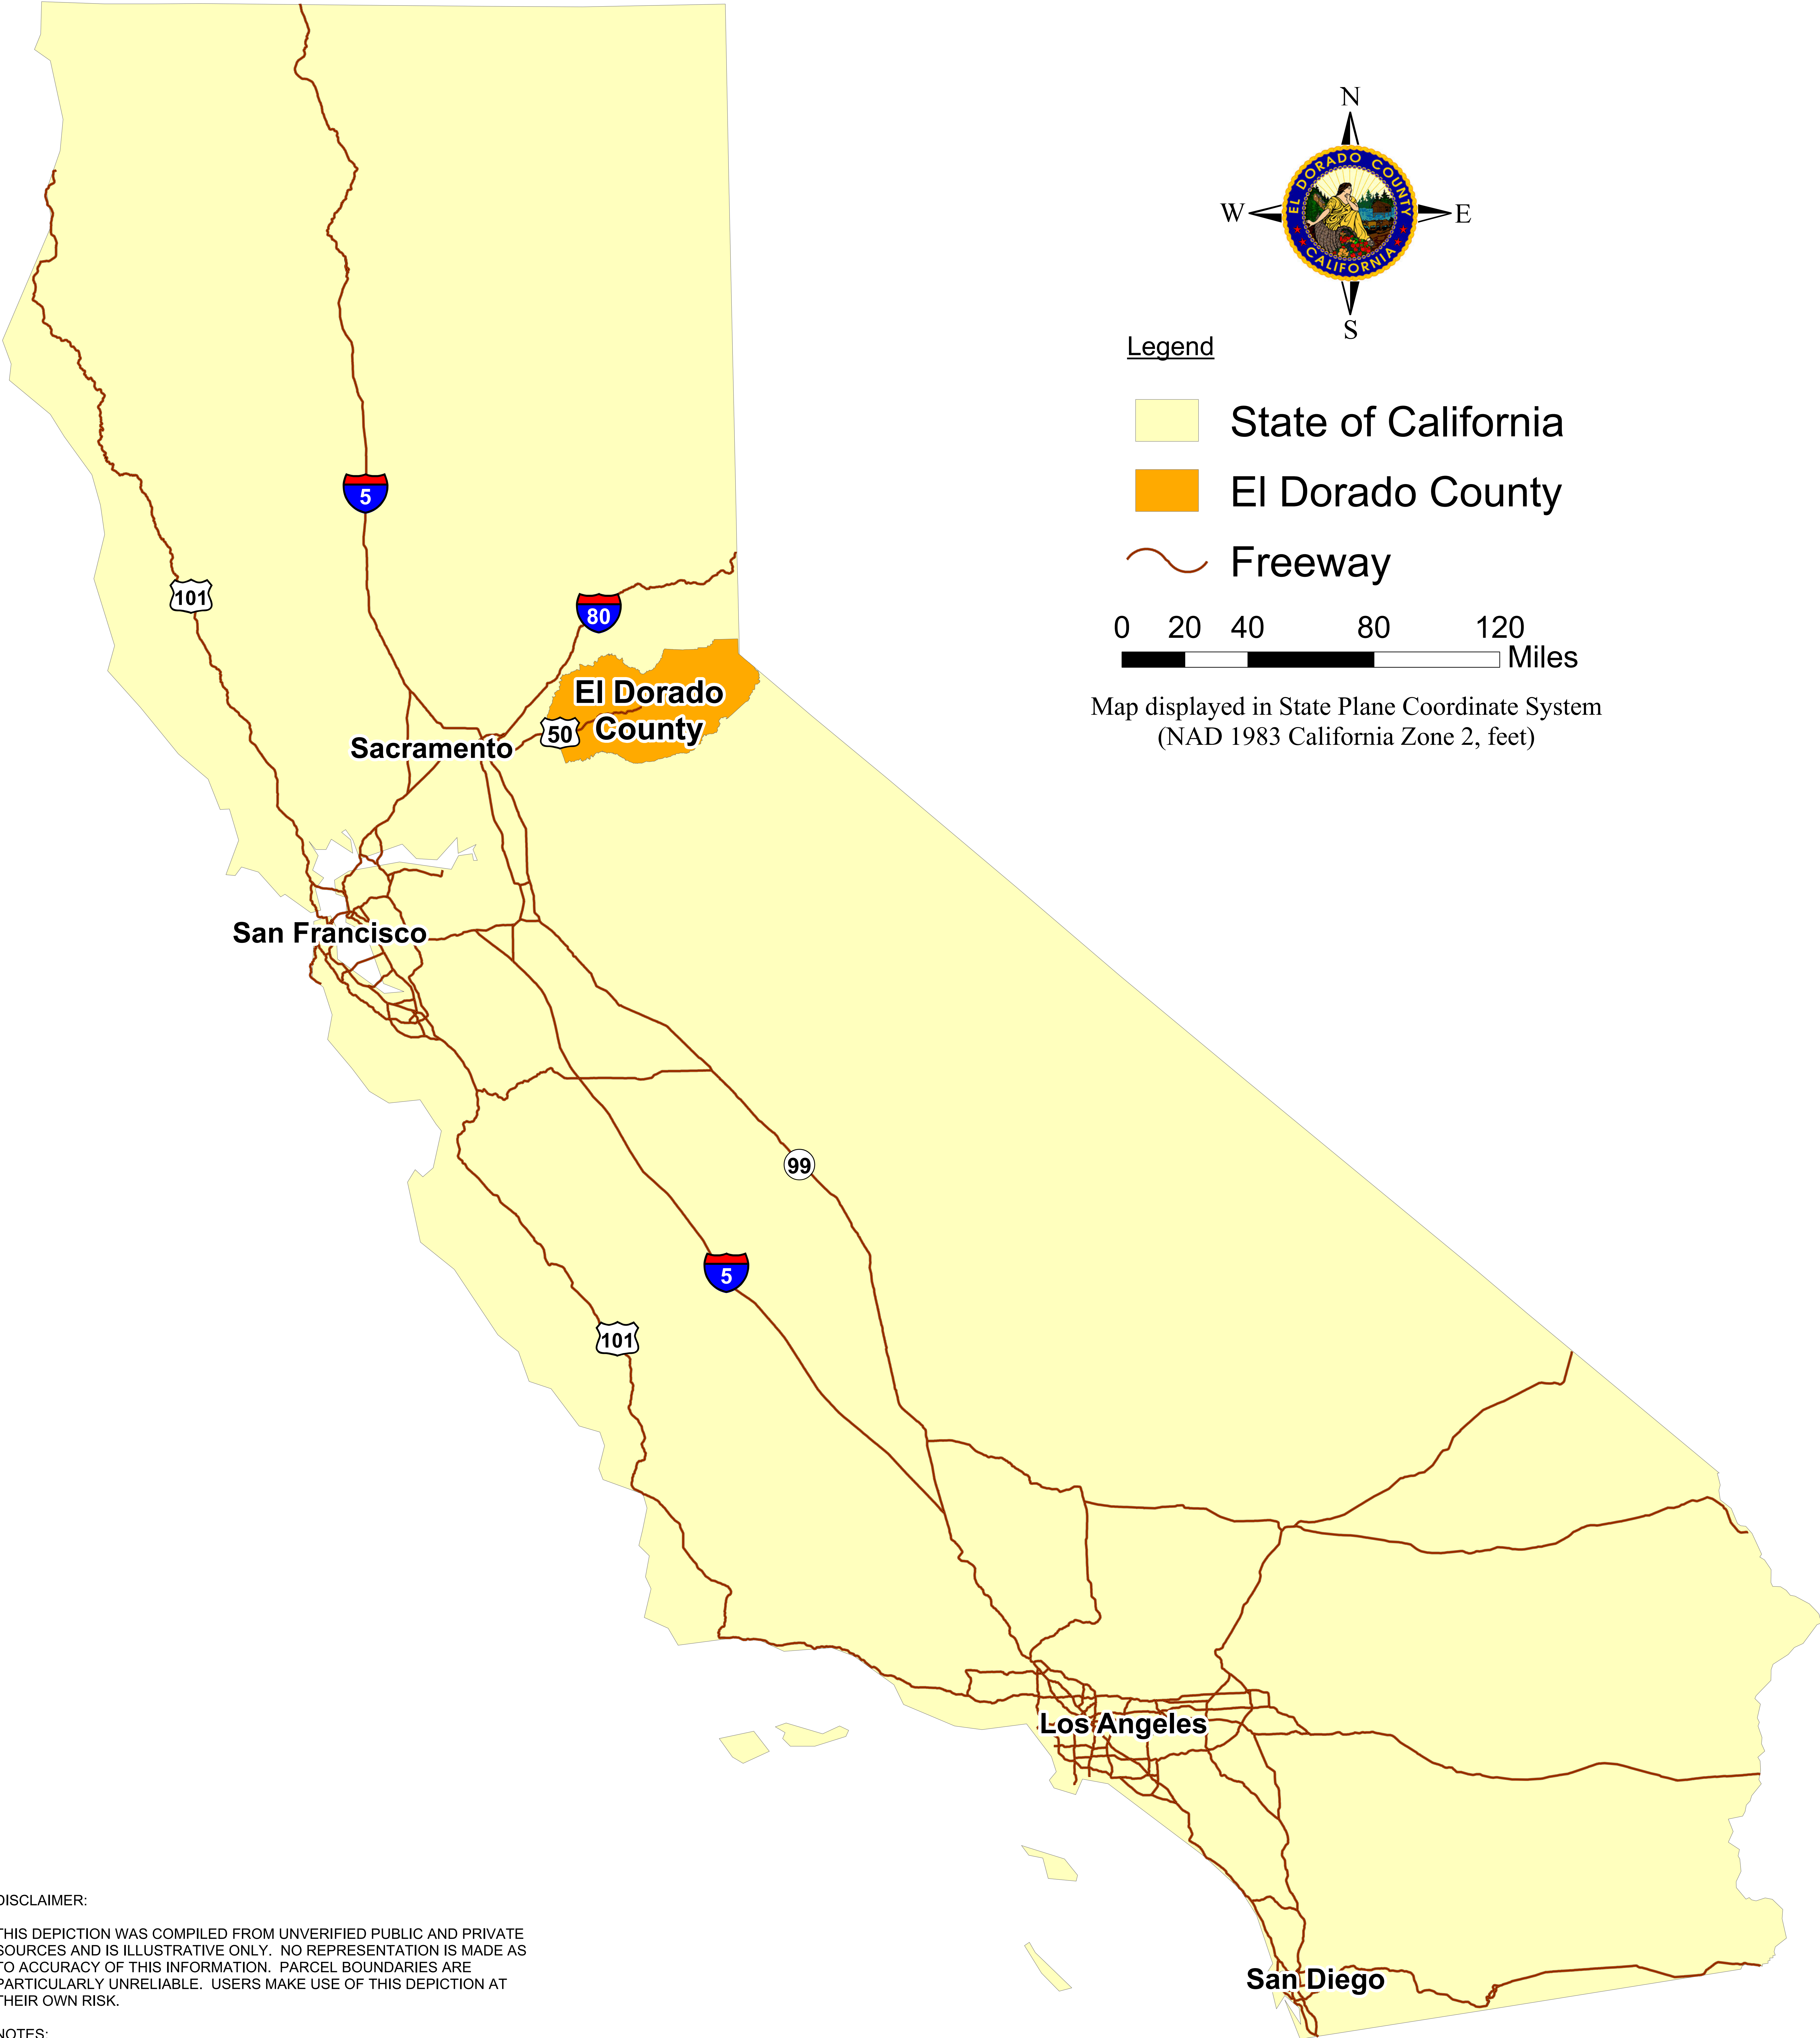 N
EL DORADO COUNTY
W
E
CALIFORNIA
S
Legend
State of California
El Dorado County
Freeway
0 20 40 80 120
Miles
Map displayed in State Plane Coordinate System
(NAD 1983 California Zone 2, feet)
5
101
80
El Dorado
County
50
Sacramento
San Francisco
99
5
101
Los Angeles
San Diego
DISCLAIMER:
THIS DEPICTION WAS COMPILED FROM UNVERIFIED PUBLIC AND PRIVATE
SOURCES AND IS ILLUSTRATIVE ONLY. NO REPRESENTATION IS MADE AS
TO ACCURACY OF THIS INFORMATION. PARCEL BOUNDARIES ARE
PARTICULARLY UNRELIABLE. USERS MAKE USE OF THIS DEPICTION AT
THEIR OWN RISK.
NOTES: